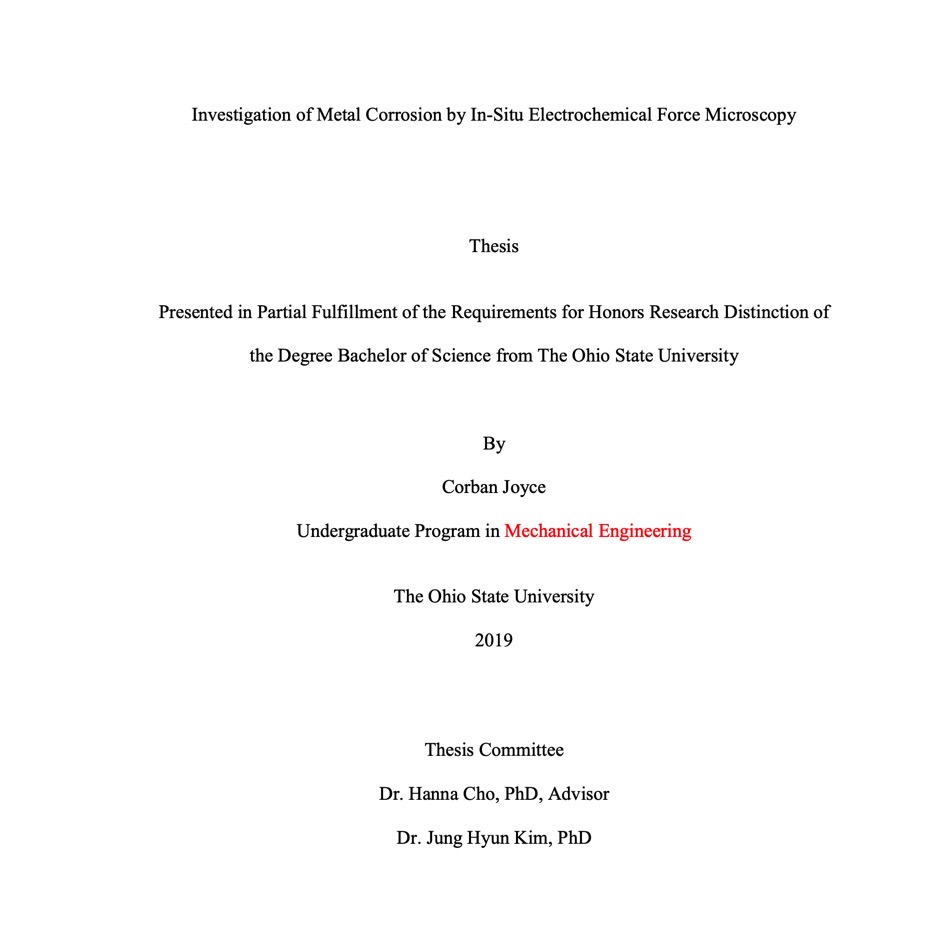 Investigation of Metal Corrosion by In-Situ Electrochemical Force Microscopy
Thesis
Presented in Partial Fulfillment of the Requirements for Honors Research Distinction of
the Degree Bachelor of Science from The Ohio State University
By
Corban Joyce
Undergraduate Program in Mechanical Engineering
The Ohio State University
2019
Thesis Committee
Dr. Hanna Cho, PhD, Advisor
Dr. Jung Hyun Kim, PhD